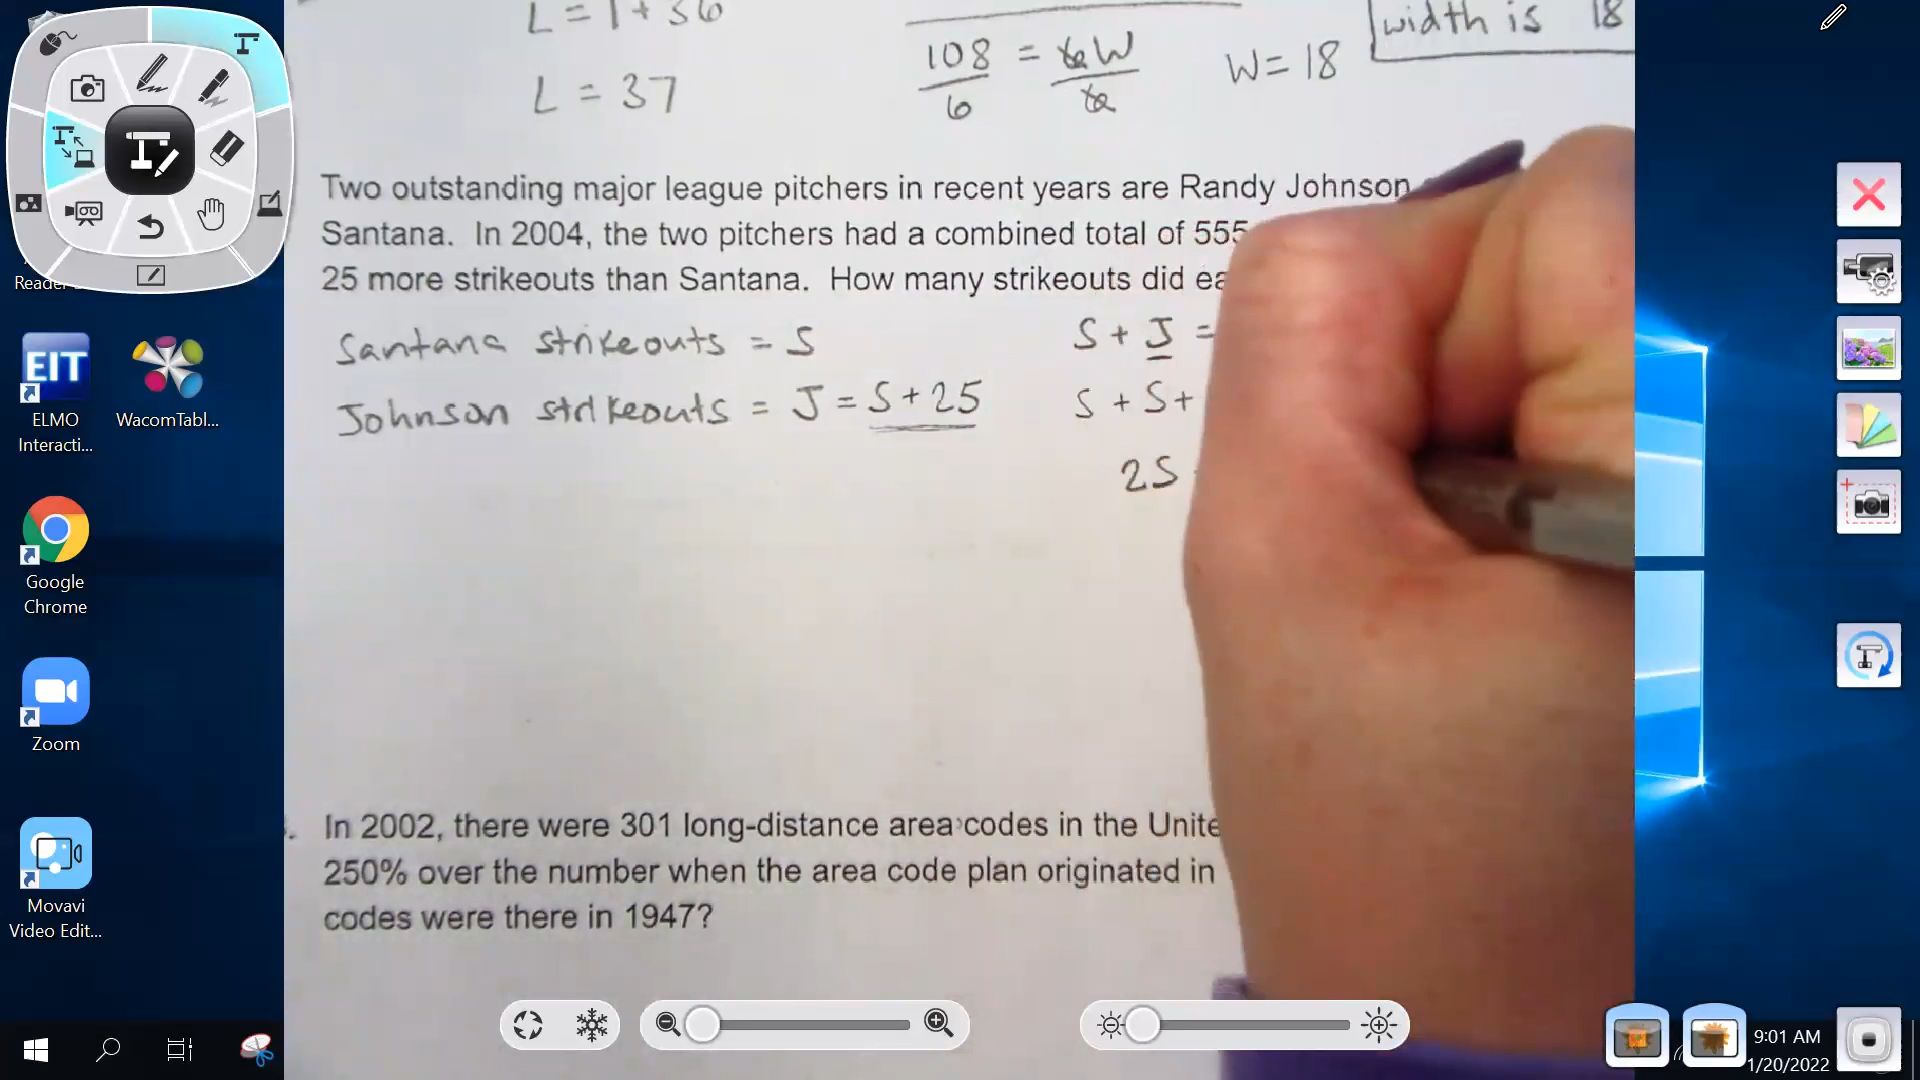 L = 1 + 36
width is 18
108 = 6W
6 6
W = 18
L = 37
Two outstanding major league pitchers in recent years are Randy Johnson
Santana. In 2004, the two pitchers had a combined total of 555
25 more strikeouts than Santana. How many strikeouts did ea
Santana strikeouts = S
S + J =
Johnson strikeouts = J = S + 25
S + S +
2S
In 2002, there were 301 long-distance area codes in the Unite
250% over the number when the area code plan originated in
codes were there in 1947?
Reader
EIT
ELMO
Interacti...
WacomTabl...
Google
Chrome
Zoom
Movavi
Video Edit...
9:01 AM
1/20/2022